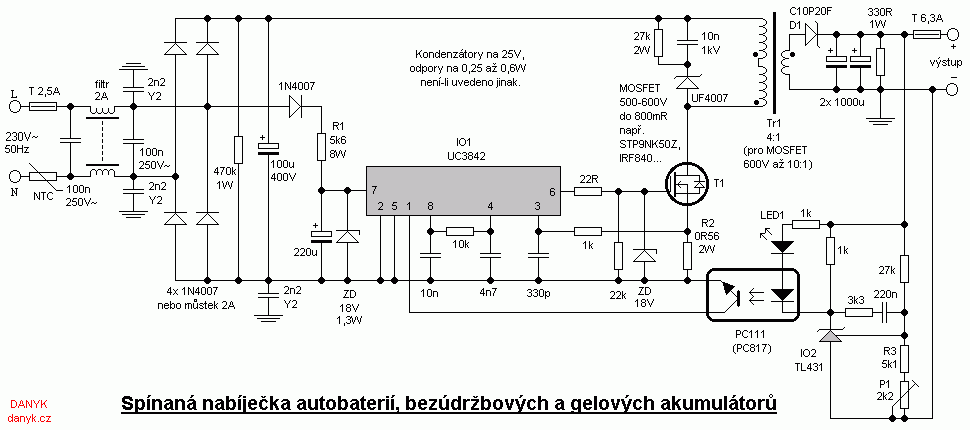 C10P20F
D1
330R
1W
T 6,3A
+
výstup
−
27k
2W
10n
1kV
Kondenzátory na 25V,
odpory na 0,25 až 0,6W
není-li uvedeno jinak.
UF4007
MOSFET
500-600V
do 800mR
např.
STP9NK50Z,
IRF840...
2x 1000u
Tr1
4:1
(pro MOSFET
600V až 10:1)
filtr
2A
2n2
Y2
1N4007
L
T 2,5A
230V~
50Hz
N
NTC
100n
250V~
100n
250V~
2n2
Y2
470k
1W
100u
400V
R1
5k6
8W
IO1
UC3842
7
6
2
5
1
8
4
3
22R
T1
220u
10k
1k
R2
0R56
2W
LED1
1k
1k
27k
4x 1N4007
nebo můstek 2A
2n2
Y2
ZD
18V
1,3W
10n
4n7
330p
22k
ZD
18V
3k3
220n
PC111
(PC817)
IO2
TL431
R3
5k1
P1
2k2
DANYK
danyk.cz
Spínaná nabíječka autobaterií, bezúdržbových a gelových akumulátorů